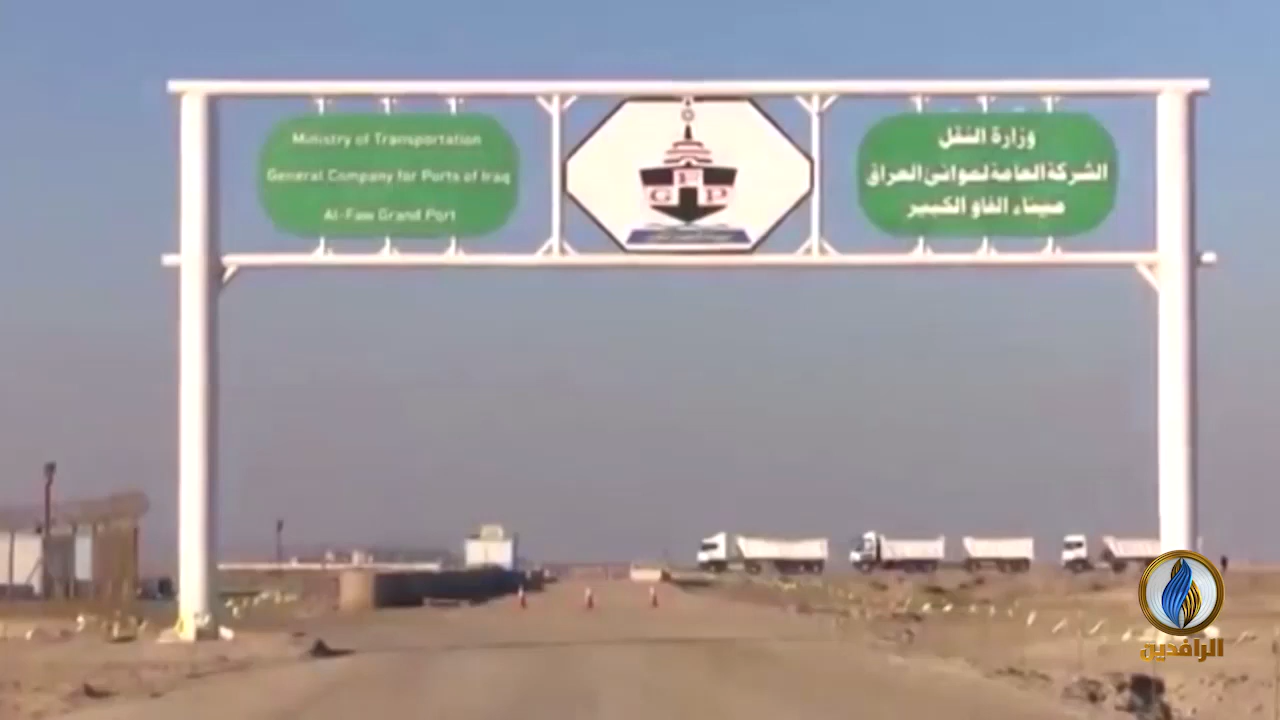 Ministry of Transportation
General Company for Ports of Iraq
Al-Faw Grand Port
G F P
وزارة النقل
الشركة العامة لموانئ العراق
ميناء الفاو الكبير
الرافدين